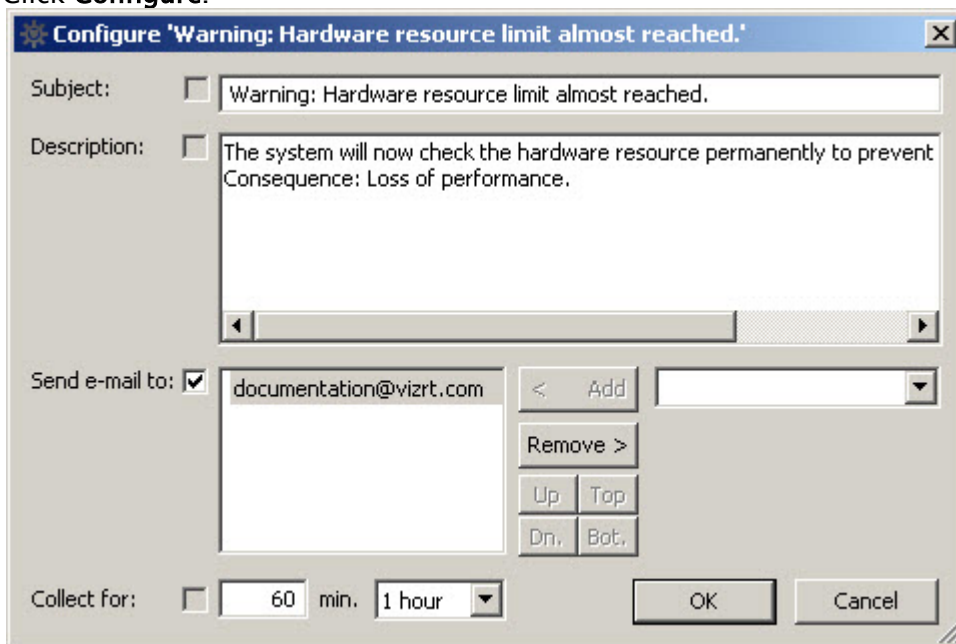 Click Configure.
Configure 'Warning: Hardware resource limit almost reached.'
Subject: Warning: Hardware resource limit almost reached.
Description: The system will now check the hardware resource permanently to prevent
Consequence: Loss of performance.
Send e-mail to: documentation@vizrt.com < Add
Remove >
Up Top
Dn. Bot.
Collect for: 60 min. 1 hour OK Cancel